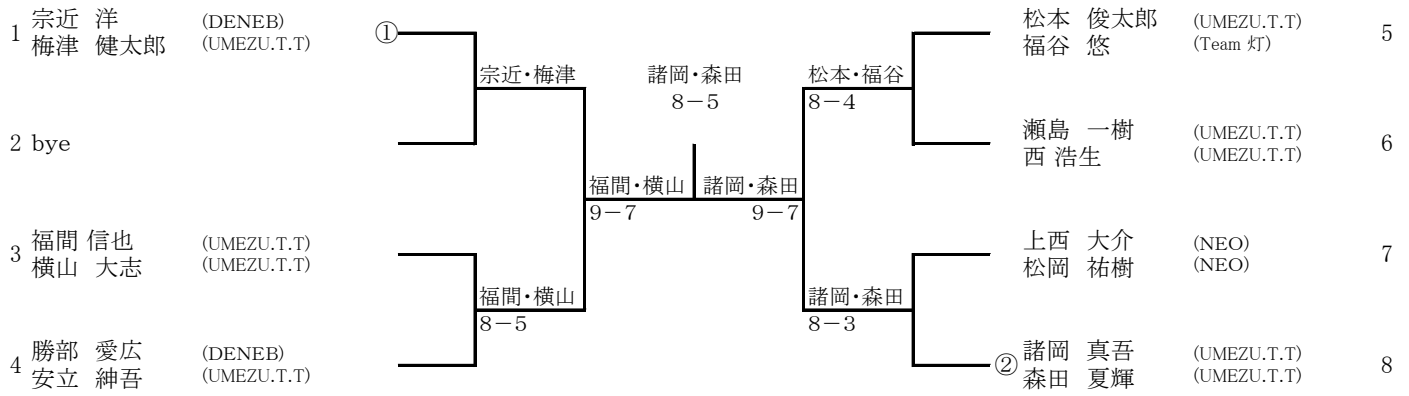 1 宗近 洋 (DENEB)
梅津 健太郎 (UMEZU.T.T)
①
2 bye
3 福間 信也 (UMEZU.T.T)
横山 大志 (UMEZU.T.T)
4 勝部 愛広 (DENEB)
安立 紳吾 (UMEZU.T.T)
宗近・梅津
福間・横山
8－5
福間・横山
9－7
諸岡・森田
8－5
諸岡・森田
9－7
松本・福谷
8－4
諸岡・森田
8－3
松本 俊太郎 (UMEZU.T.T) 5
福谷 悠 (Team 灯)
瀬島 一樹 (UMEZU.T.T) 6
西 浩生 (UMEZU.T.T)
上西 大介 (NEO) 7
松岡 祐樹 (NEO)
②
諸岡 真吾 (UMEZU.T.T) 8
森田 夏輝 (UMEZU.T.T)